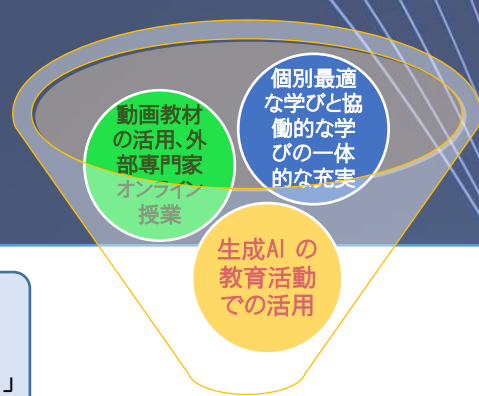 動画教材
の活用、外
部専門家
オンライン
授業
個別最適
な学びと協
働的な学
びの一体
的な充実
生成AI の
教育活動
での活用
」